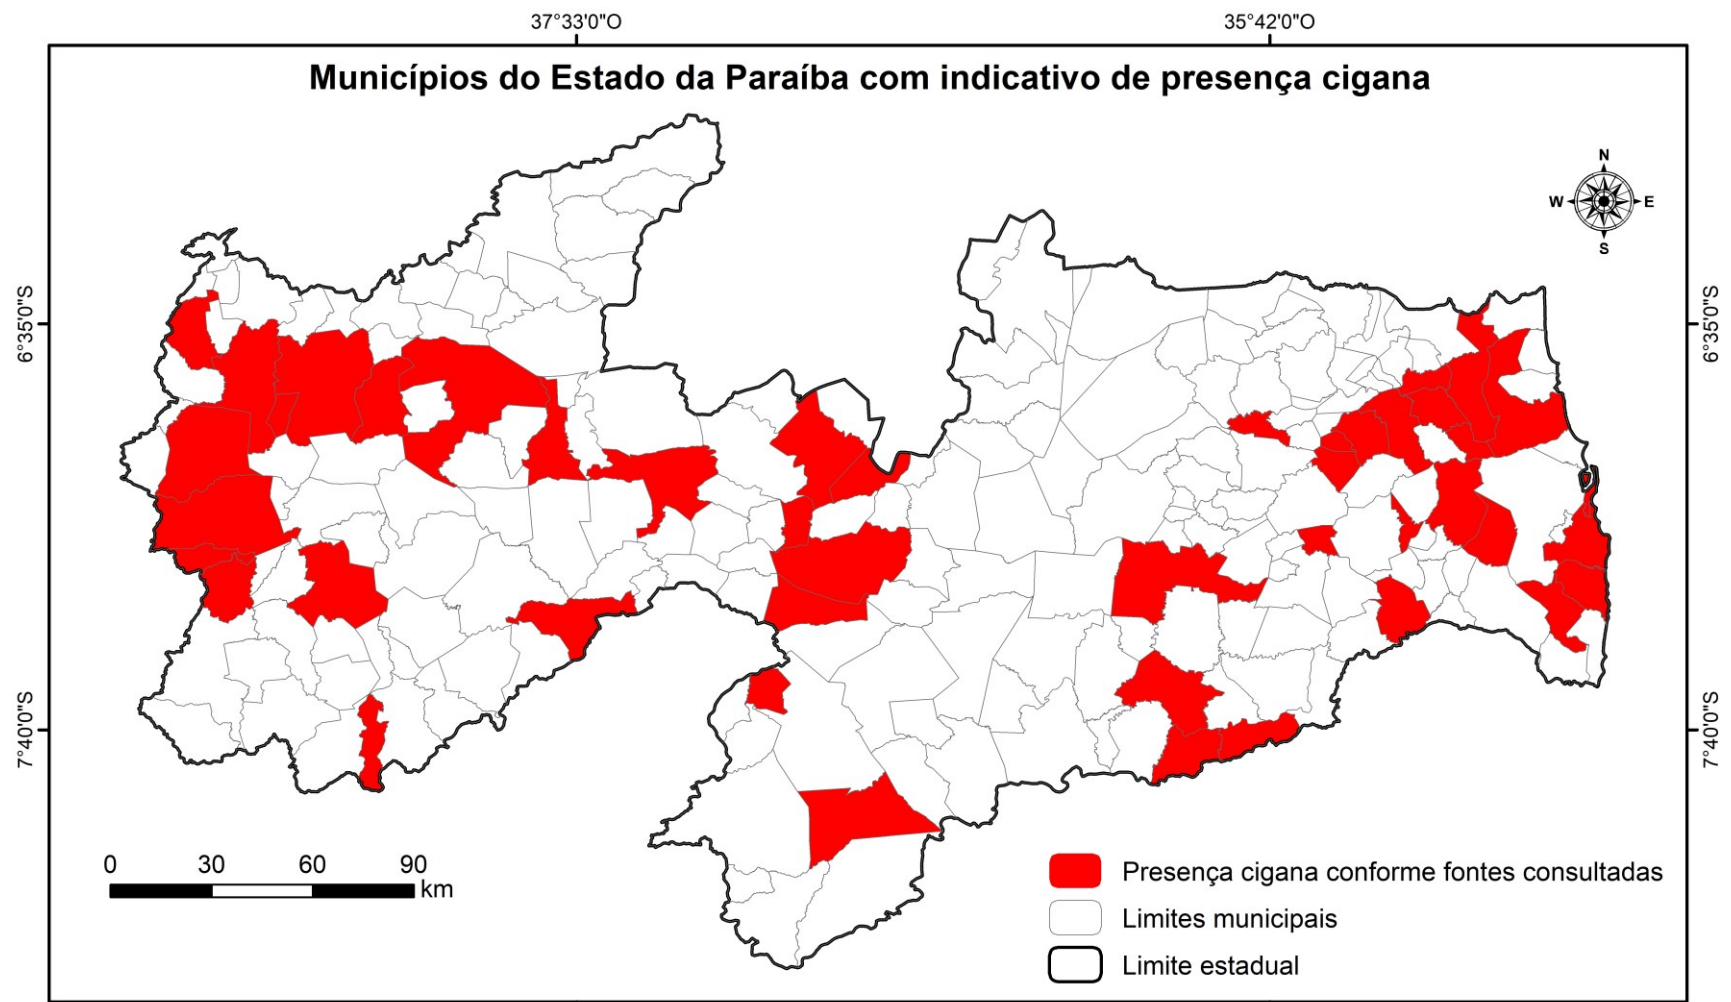 37°33'0"O 35°42'0"O
Municípios do Estado da Paraíba com indicativo de presença cigana
N
W E
S
6°35'0"S 6°35'0"S
7°40'0"S 7°40'0"S
0 30 60 90
km
Presença cigana conforme fontes consultadas
Limites municipais
Limite estadual